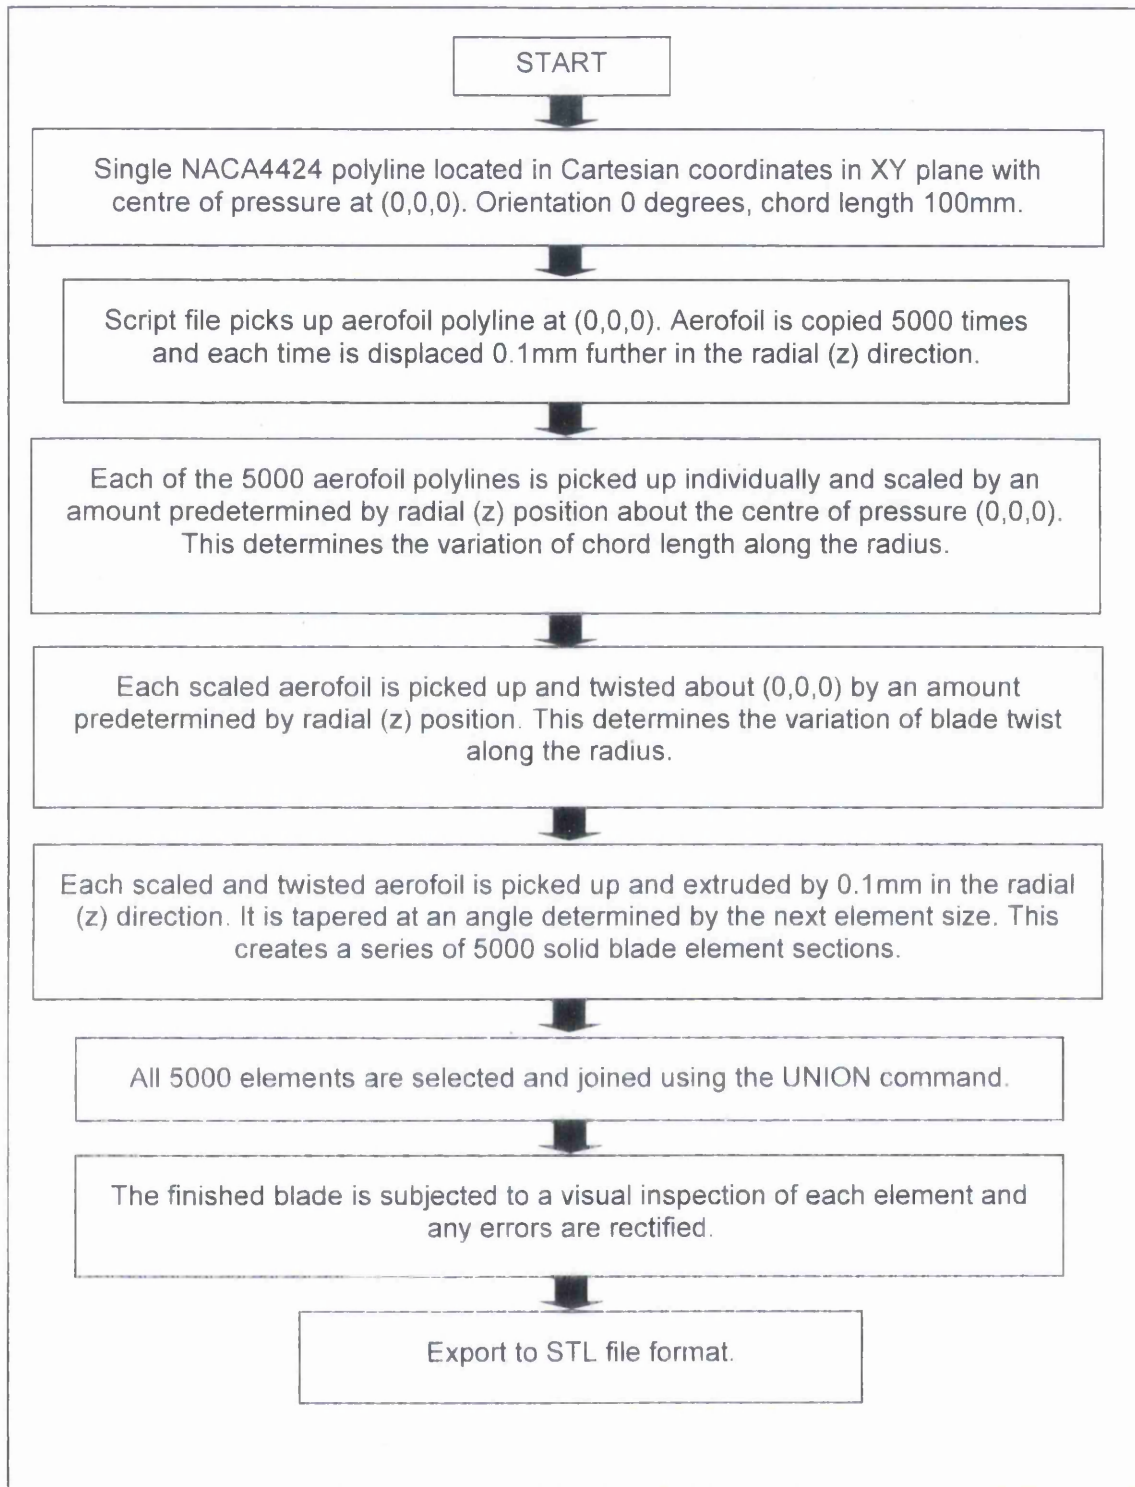 START
Single NACA4424 polyline located in Cartesian coordinates in XY plane with
centre of pressure at (0,0,0). Orientation 0 degrees, chord length 100mm.
Script file picks up aerofoil polyline at (0,0,0). Aerofoil is copied 5000 times
and each time is displaced 0.1mm further in the radial (z) direction.
Each of the 5000 aerofoil polylines is picked up individually and scaled by an
amount predetermined by radial (z) position about the centre of pressure (0,0,0).
This determines the variation of chord length along the radius.
Each scaled aerofoil is picked up and twisted about (0,0,0) by an amount
predetermined by radial (z) position. This determines the variation of blade twist
along the radius.
Each scaled and twisted aerofoil is picked up and extruded by 0.1mm in the radial
(z) direction. It is tapered at an angle determined by the next element size. This
creates a series of 5000 solid blade element sections.
All 5000 elements are selected and joined using the UNION command.
The finished blade is subjected to a visual inspection of each element and
any errors are rectified.
Export to STL file format.